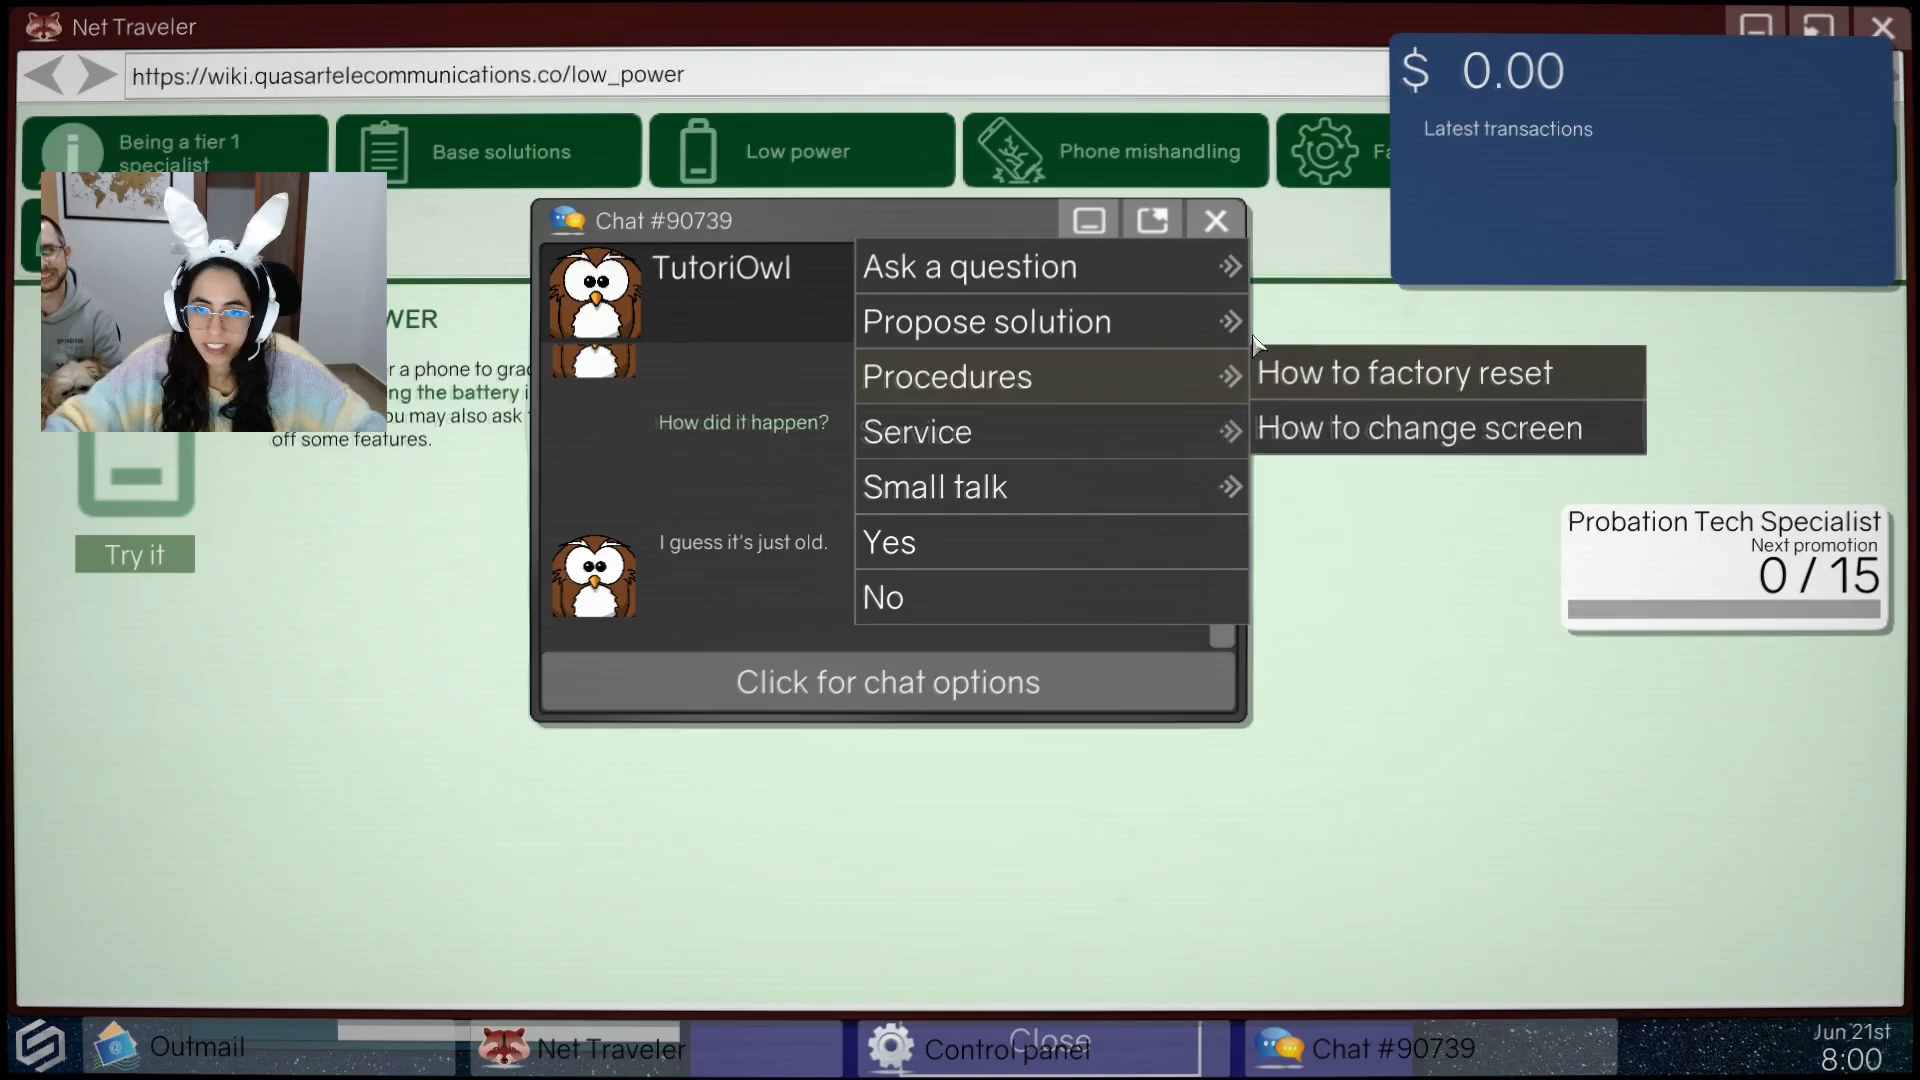 Net Traveler
https://wiki.quasartelecommunications.co/low_power
$ 0.00
Latest transactions
Being a tier 1
specialist
Base solutions
Low power
Phone mishandling
Chat #90739
TutoriOwl
Ask a question
Propose solution
Procedures
Service
Small talk
Yes
No
How to factory reset
How to change screen
How did it happen?
I guess it's just old.
Click for chat options
r a phone to
ng the battery
ou may also ask
off some features.
Try it
Probation Tech Specialist
Next promotion
0 / 15
Outmail
Net Traveler
Close
Control panel
Chat #90739
Jun 21st
8:00